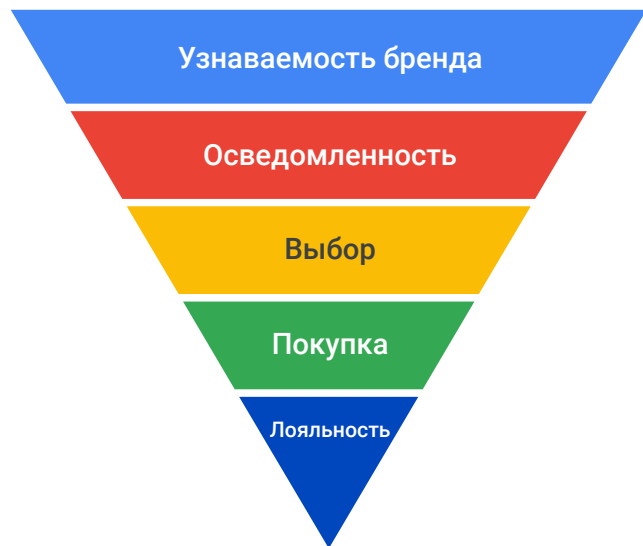 Узнаваемость бренда
Осведомленность
Выбор
Покупка
Лояльность